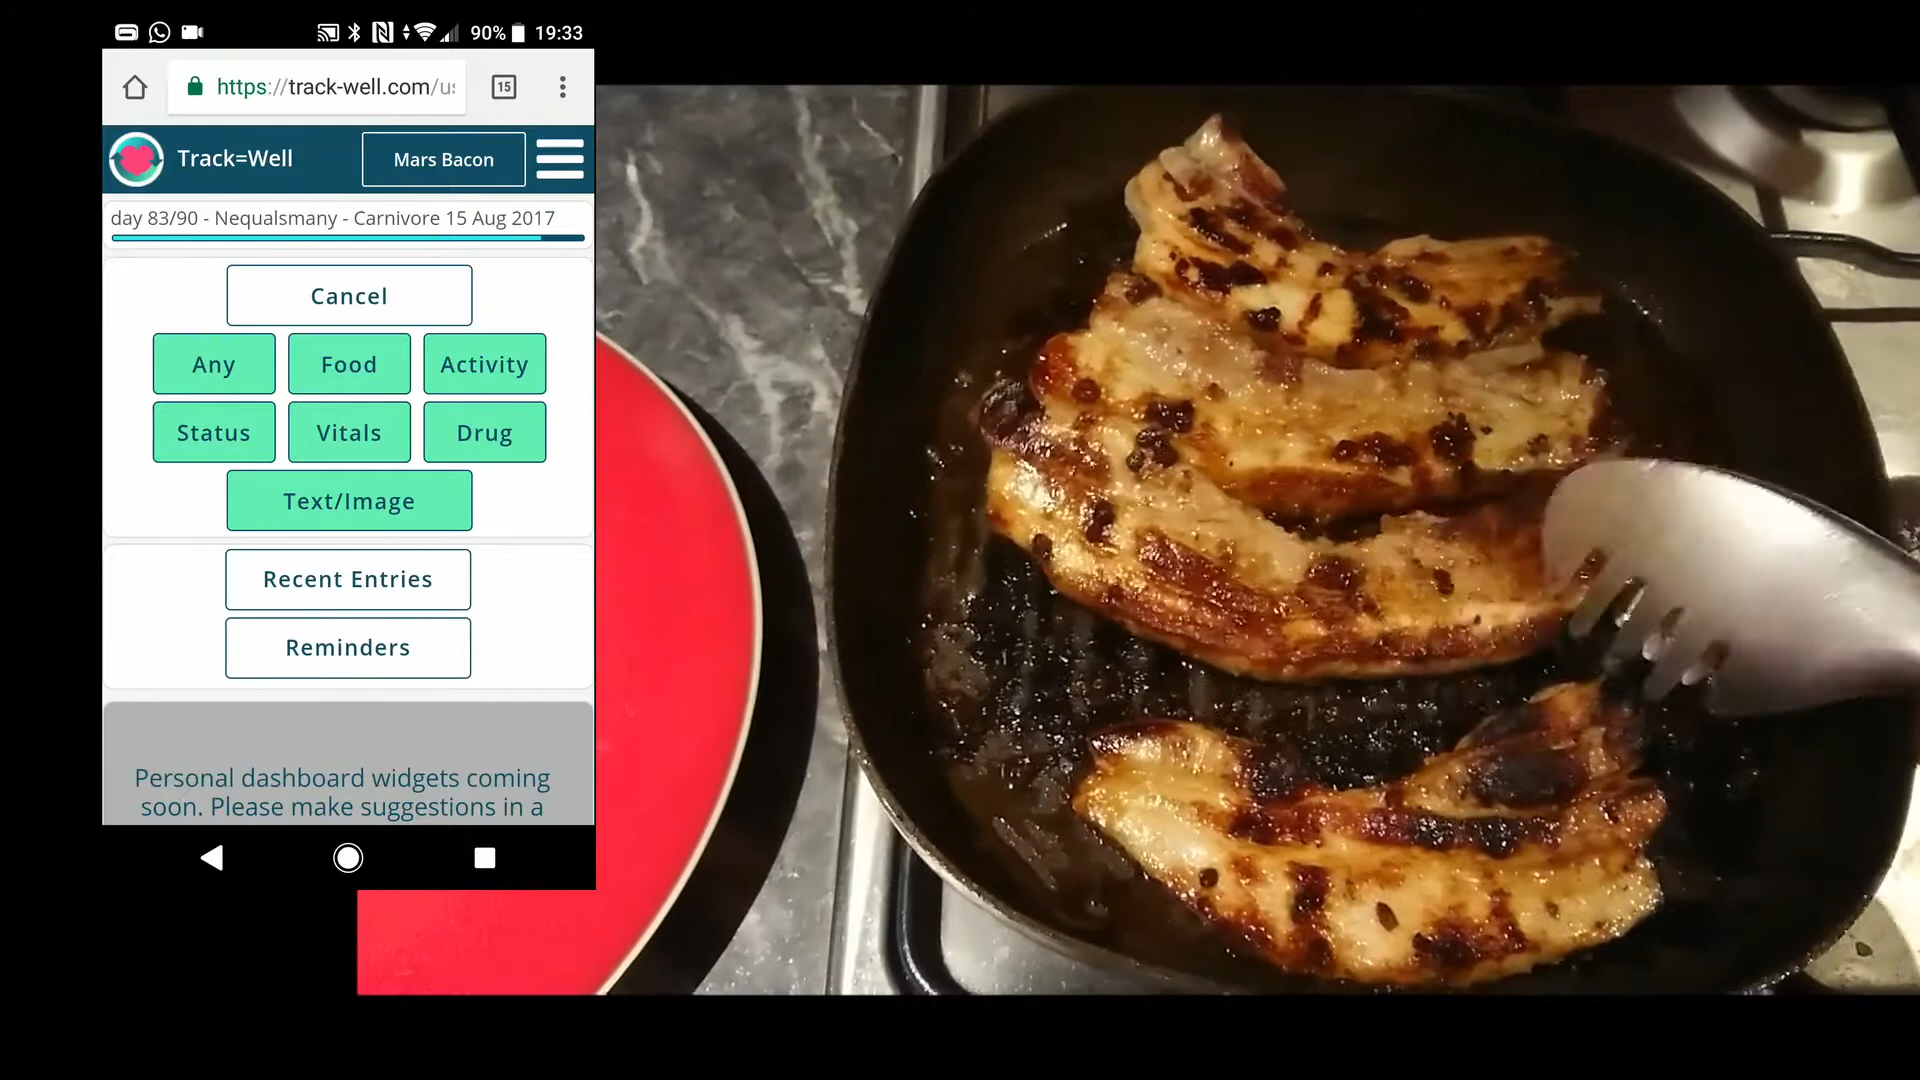 90% 19:33
https://track-well.com/us
15
Track=Well
Mars Bacon
day 83/90 - Nequalsmany - Carnivore 15 Aug 2017
Cancel
Any Food Activity
Status Vitals Drug
Text/Image
Recent Entries
Reminders
Personal dashboard widgets coming
soon. Please make suggestions in a